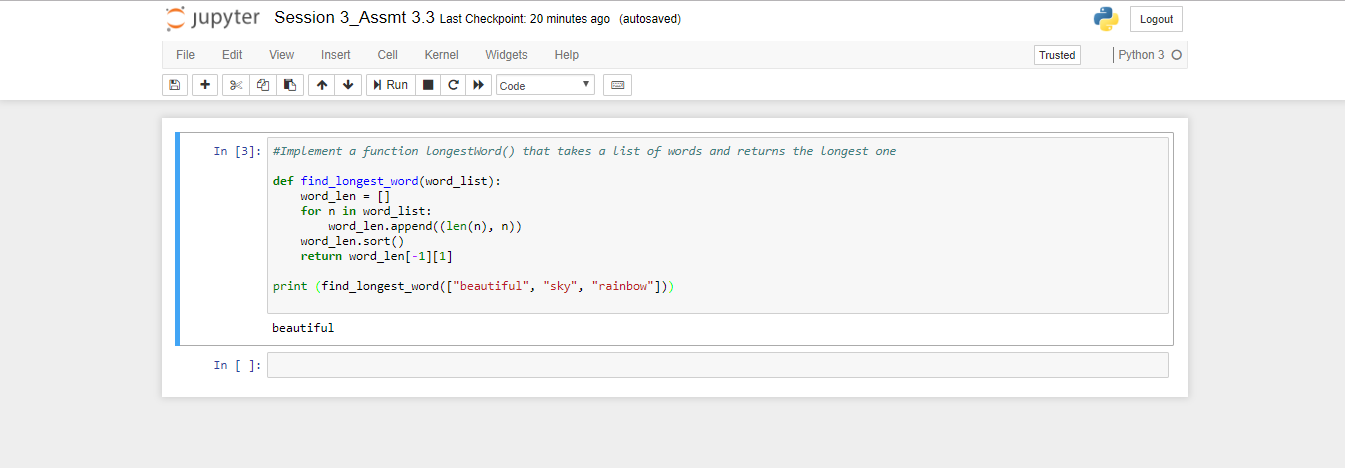 jupyter Session 3_Assmt 3.3 Last Checkpoint: 20 minutes ago (autosaved) Logout
File Edit View Insert Cell Kernel Widgets Help Trusted Python 3
Run Code
In [3]: #Implement a function longestWord() that takes a list of words and returns the longest one
def find_longest_word(word_list):
    word_len = []
    for n in word_list:
        word_len.append((len(n), n))
    word_len.sort()
    return word_len[-1][1]
print (find_longest_word(["beautiful", "sky", "rainbow"]))
beautiful
In [ ]: